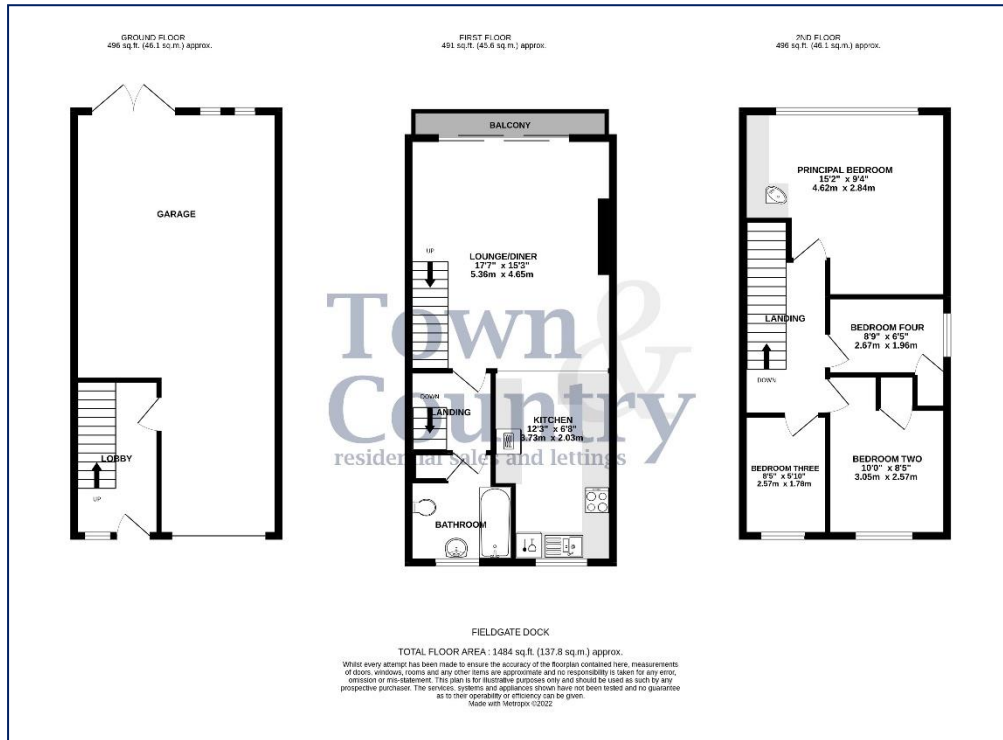 GROUND FLOOR
496 sq.ft. (46.1 sq.m.) approx.
GARAGE
LOBBY
UP
FIRST FLOOR
491 sq.ft. (45.6 sq.m.) approx.
BALCONY
UP
LOUNGE/DINER
17'7" x 15'3"
5.36m x 4.65m
DOWN
LANDING
KITCHEN
12'3" x 6'8"
3.73m x 2.03m
BATHROOM
2ND FLOOR
496 sq.ft. (46.1 sq.m.) approx.
PRINCIPAL BEDROOM
15'2" x 9'4"
4.62m x 2.84m
LANDING
DOWN
BEDROOM FOUR
8'9" x 6'5"
2.67m x 1.96m
BEDROOM THREE
8'5" x 5'10"
2.57m x 1.78m
BEDROOM TWO
10'0" x 8'5"
3.05m x 2.57m
Town &
Country
residential sales and lettings
FIELDGATE DOCK
TOTAL FLOOR AREA : 1484 sq.ft. (137.8 sq.m.) approx.
Whilst every attempt has been made to ensure the accuracy of the floorplan contained here, measurements
of doors, windows, rooms and any other items are approximate and no responsibility is taken for any error,
omission or mis-statement. This plan is for illustrative purposes only and should be used as such by any
prospective purchaser. The services, systems and appliances shown have not been tested and no guarantee
as to their operability or efficiency can be given.
Made with Metropix ©2022